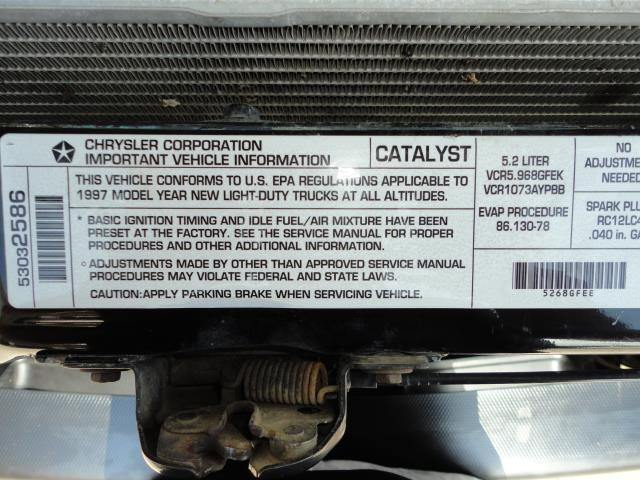 CHRYSLER CORPORATION
IMPORTANT VEHICLE INFORMATION
CATALYST
THIS VEHICLE CONFORMS TO U.S. EPA REGULATIONS APPLICABLE TO
1997 MODEL YEAR NEW LIGHT-DUTY TRUCKS AT ALL ALTITUDES.
* BASIC IGNITION TIMING AND IDLE FUEL/AIR MIXTURE HAVE BEEN
PRESET AT THE FACTORY. SEE THE SERVICE MANUAL FOR PROPER
PROCEDURES AND OTHER ADDITIONAL INFORMATION.
○ ADJUSTMENTS MADE BY OTHER THAN APPROVED SERVICE MANUAL
PROCEDURES MAY VIOLATE FEDERAL AND STATE LAWS.
CAUTION:APPLY PARKING BRAKE WHEN SERVICING VEHICLE.
53032586
5.2 LITER
VCR5.968GFEK
VCR1073AYPBB
EVAP PROCEDURE
86.130-78
5268GFEE
NO
ADJUSTMEN
NEEDED
SPARK PLU
RC12LC4
.040 in. GA